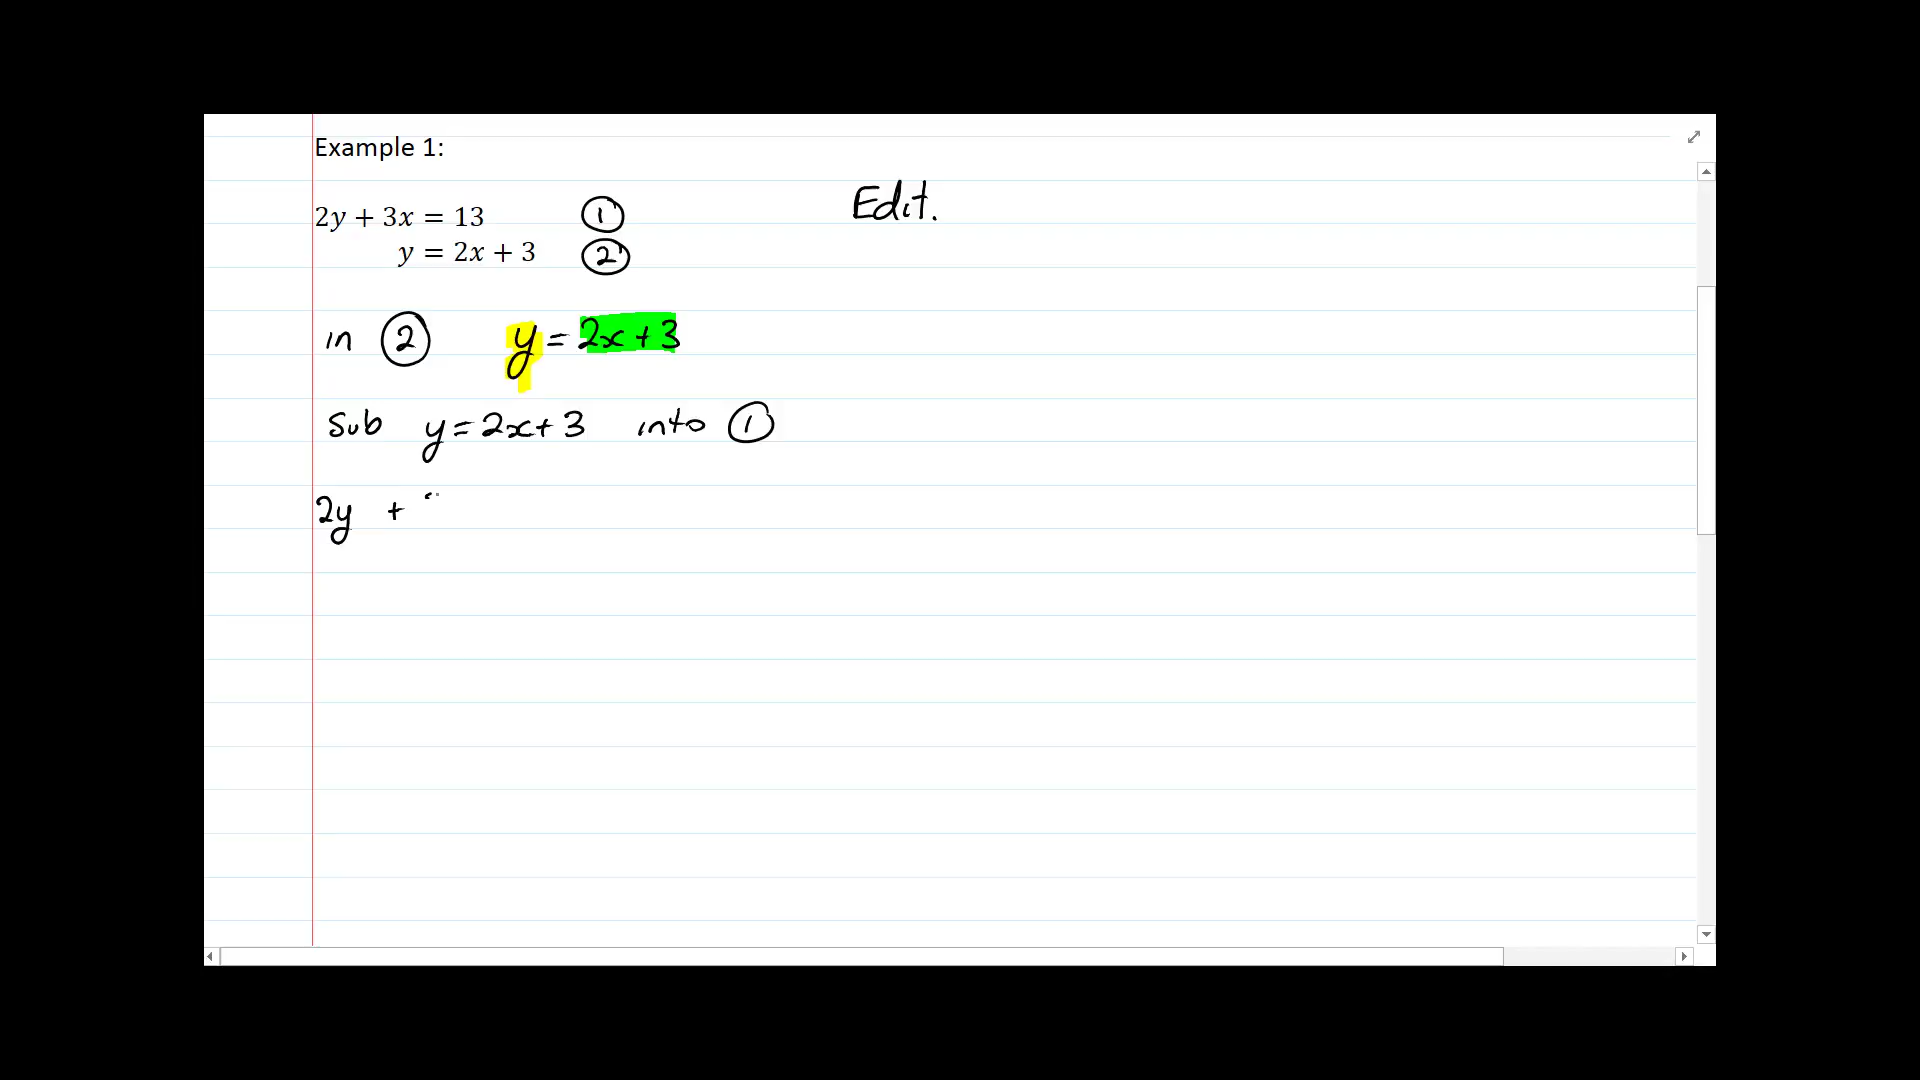 Example 1:
2y + 3x = 13 ① Edit.
y = 2x + 3 ②
in ② y = 2x + 3
Sub y = 2x + 3 into ①
2y +